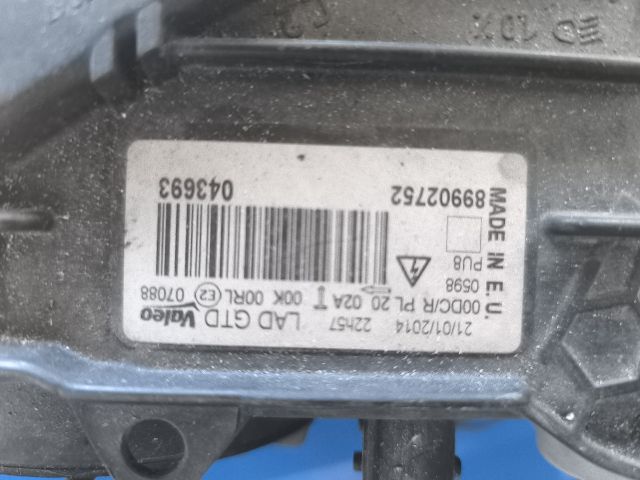 21/01/2014 22h57 LAD GTD Valeo
00DC/R PL 20 02A 00K 00RL E2 07088
0598
PU8
MADE IN E.U.
89902752 043693
10%